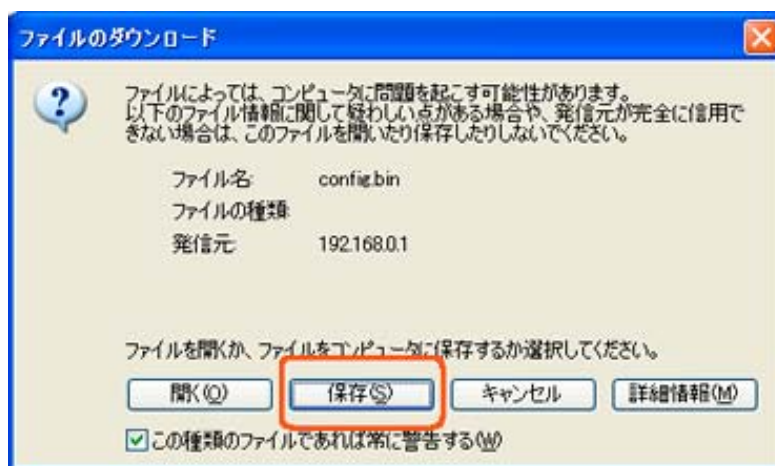 ファイルのダウンロード
ファイルによっては、コンピュータに問題を起こす可能性があります。
以下のファイル情報に関して疑わしい点がある場合や、発信元が完全に信用で
きない場合は、このファイルを開いたり保存したりしないでください。
ファイル名: config.bin
ファイルの種類:
発信元: 192.168.0.1
ファイルを開くか、ファイルをコンピュータに保存するか選択してください。
開く(O) 保存(S) キャンセル 詳細情報(M)
この種類のファイルであれば常に警告する(W)